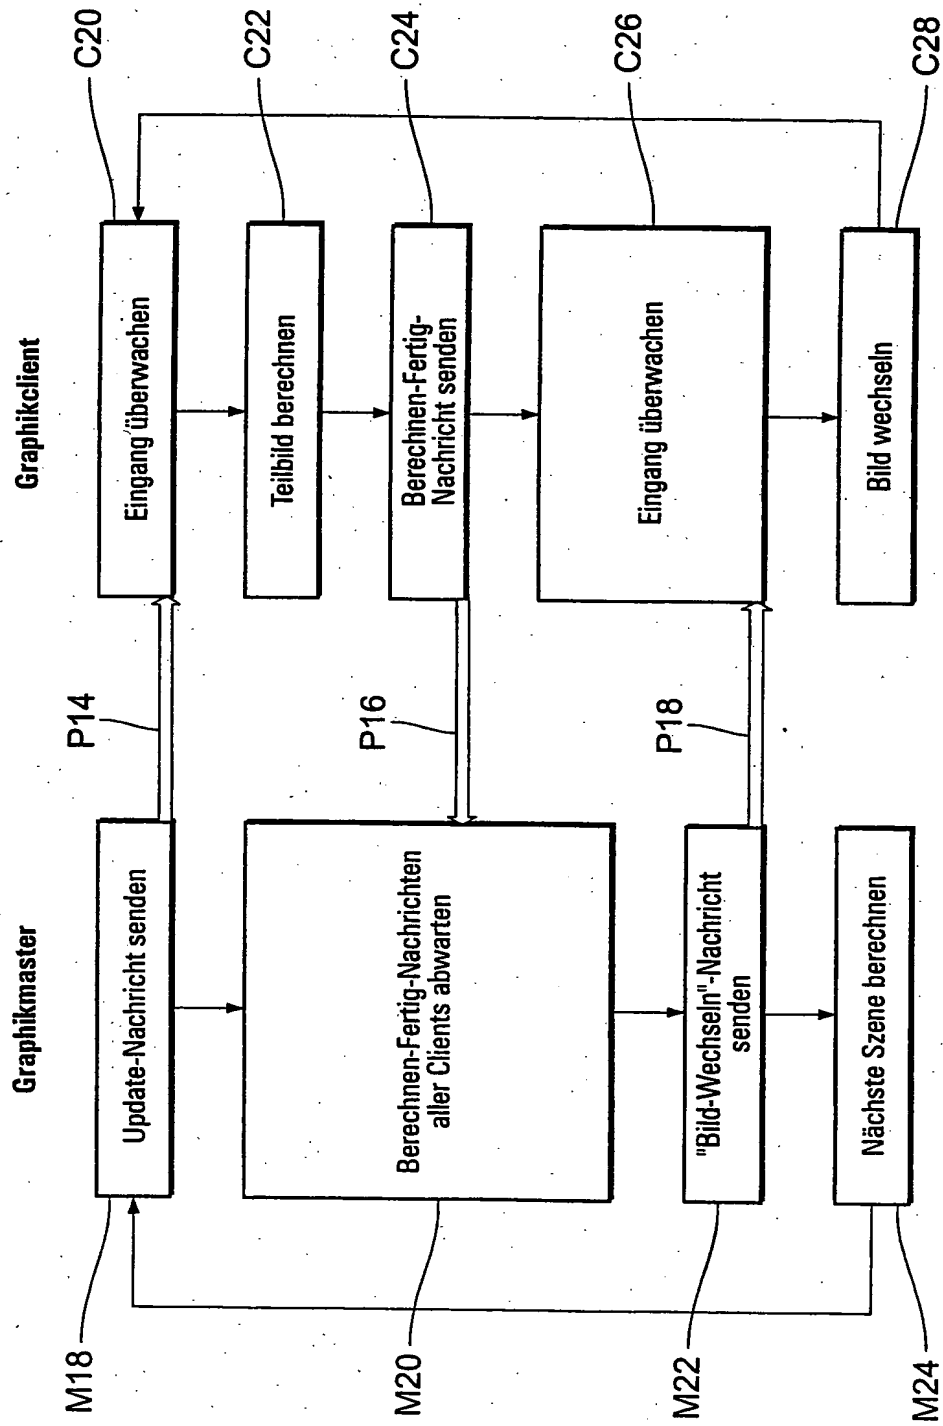 Graphikmaster
Graphikclient
M18
Update-Nachricht senden
P14
Eingang überwachen
C20
Teilbild berechnen
C22
M20
Berechnen-Fertig-Nachrichten
aller Clients abwarten
P16
Berechnen-Fertig-
Nachricht senden
C24
Eingang überwachen
C26
M22
"Bild-Wechseln"-Nachricht
senden
P18
M24
Nächste Szene berechnen
Bild wechseln
C28